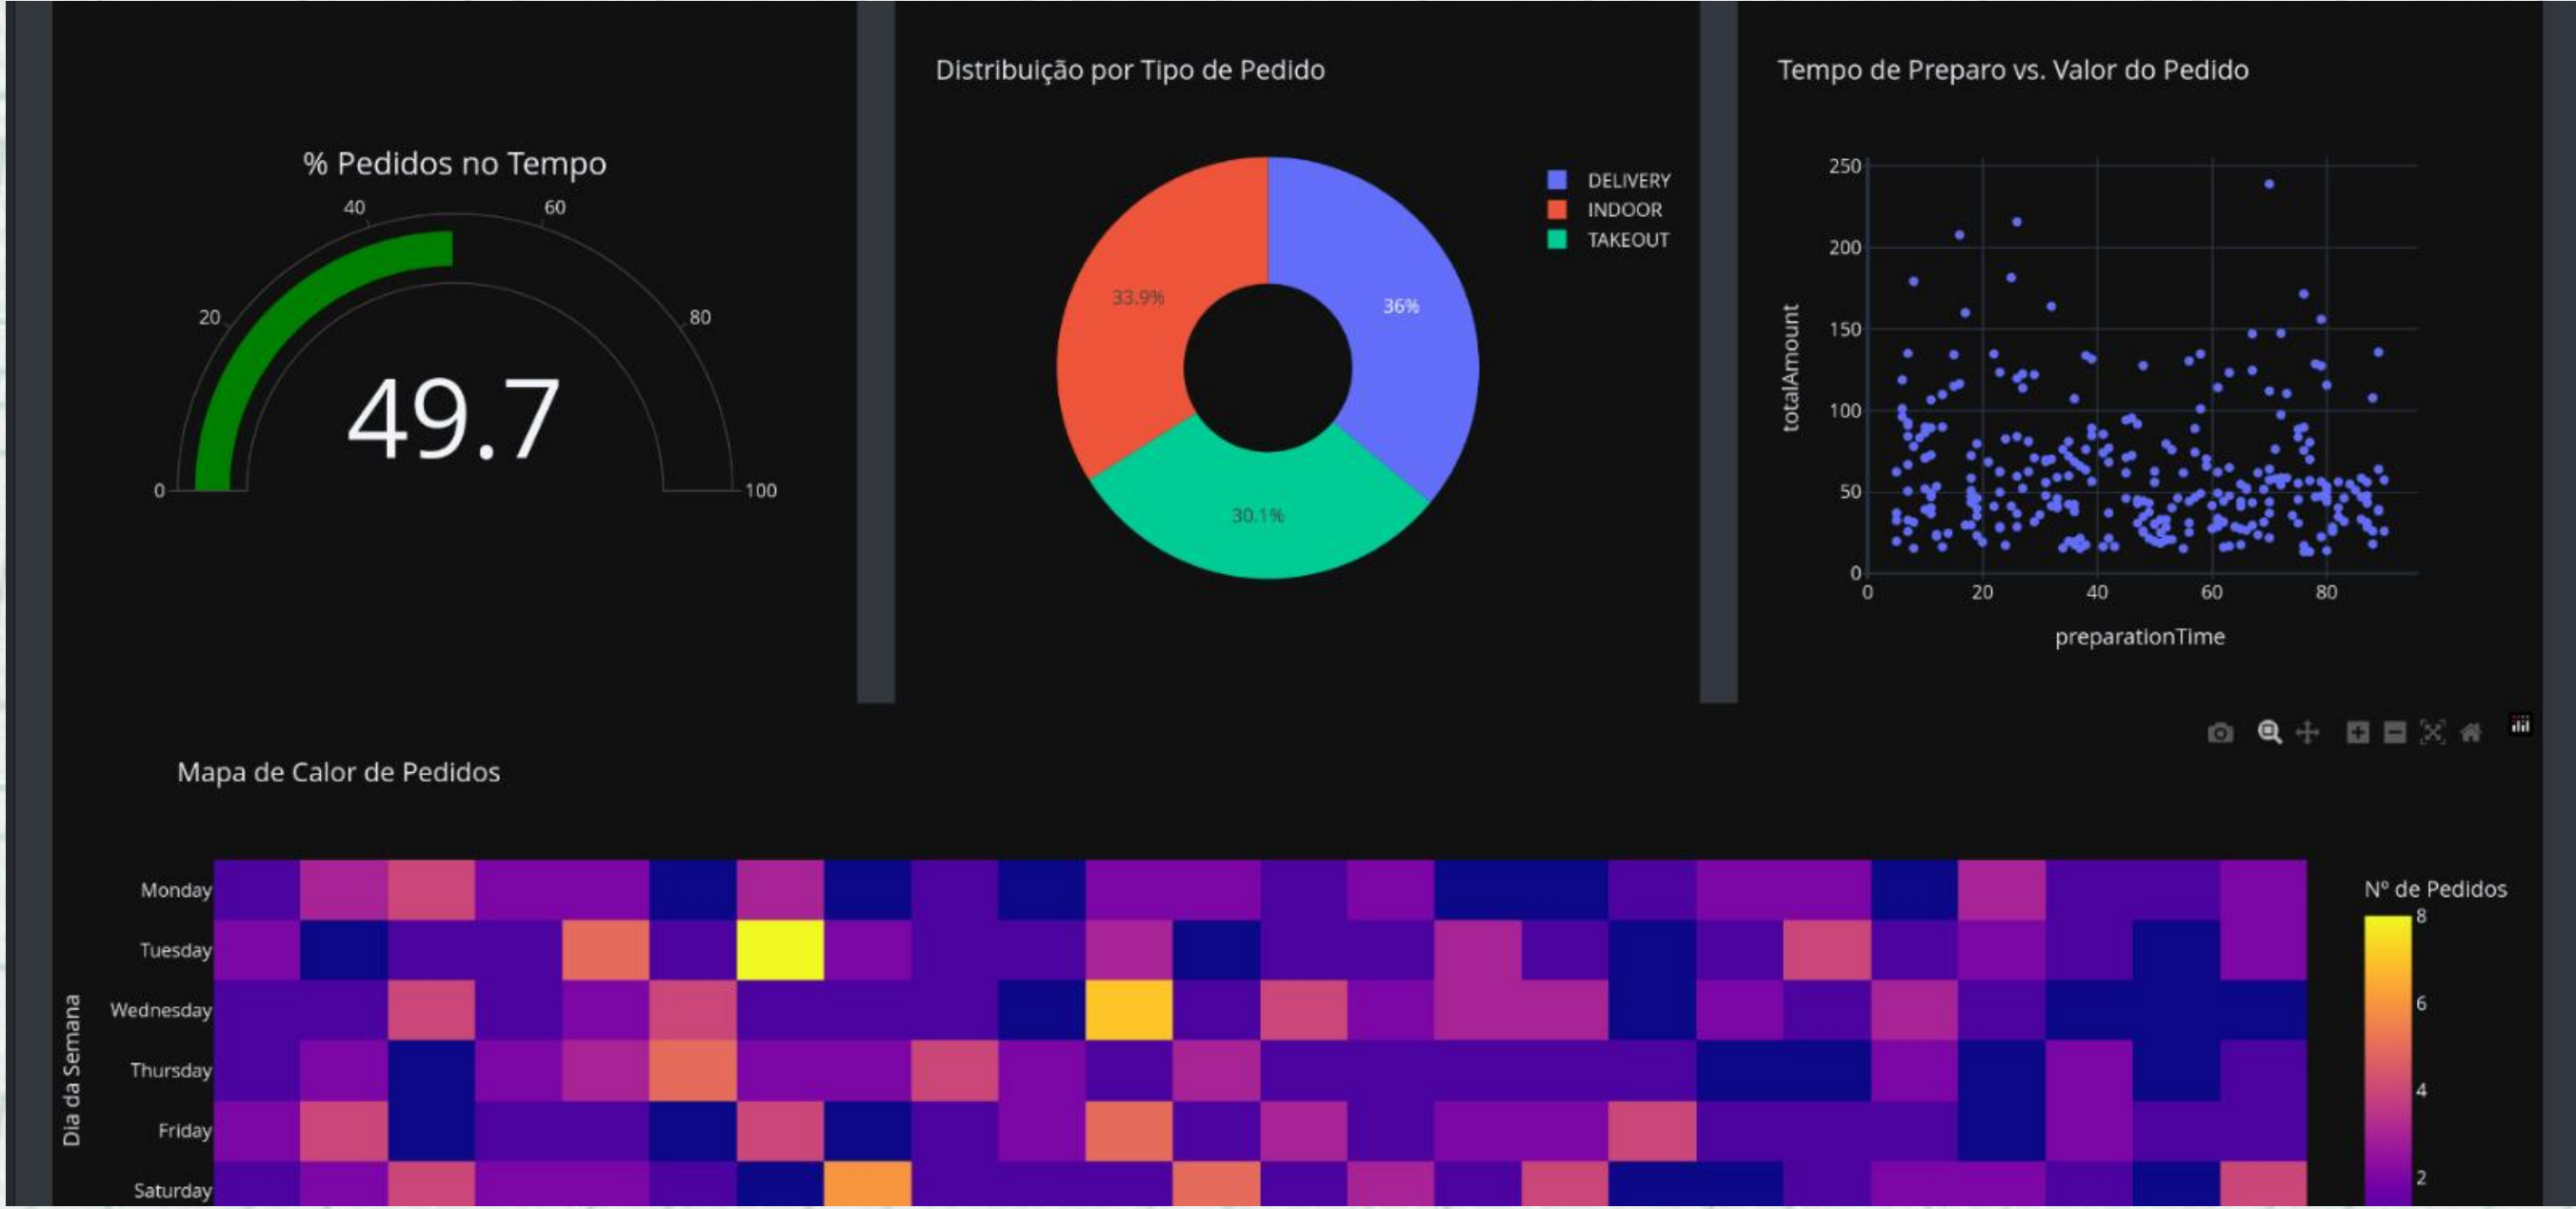 % Pedidos no Tempo
0
20
40
60
80
100
49.7
Distribuição por Tipo de Pedido
33.9%
36%
30.1%
DELIVERY
INDOOR
TAKEOUT
Tempo de Preparo vs. Valor do Pedido
250
200
150
100
50
0
totalAmount
0 20 40 60 80
preparationTime
Mapa de Calor de Pedidos
Dia da Semana
Monday
Tuesday
Wednesday
Thursday
Friday
Saturday
Nº de Pedidos
8
6
4
2